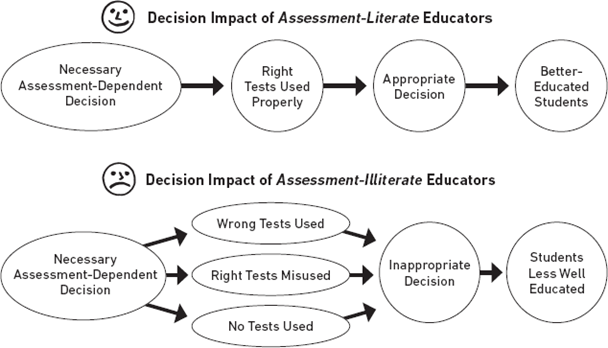 Decision Impact of Assessment-Literate Educators
Necessary
Assessment-Dependent
Decision
Right
Tests Used
Properly
Appropriate
Decision
Better-
Educated
Students
Decision Impact of Assessment-Illiterate Educators
Necessary
Assessment-Dependent
Decision
Wrong Tests Used
Right Tests Misused
No Tests Used
Inappropriate
Decision
Students
Less Well
Educated